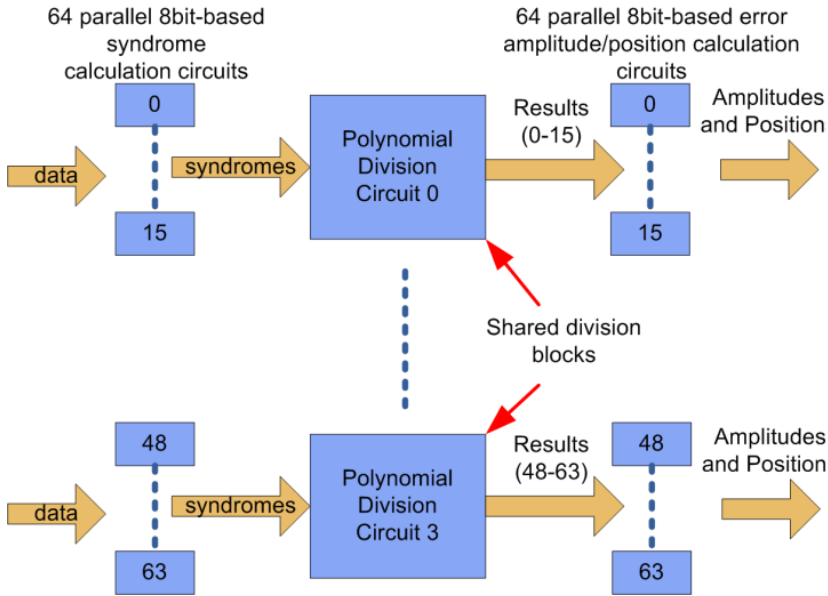 64 parallel 8bit-based
syndrome
calculation circuits
64 parallel 8bit-based error
amplitude/position calculation
circuits
0
data
15
syndromes
Polynomial
Division
Circuit 0
Results
(0-15)
0
15
Amplitudes
and Position
Shared division
blocks
48
data
63
syndromes
Polynomial
Division
Circuit 3
Results
(48-63)
48
63
Amplitudes
and Position